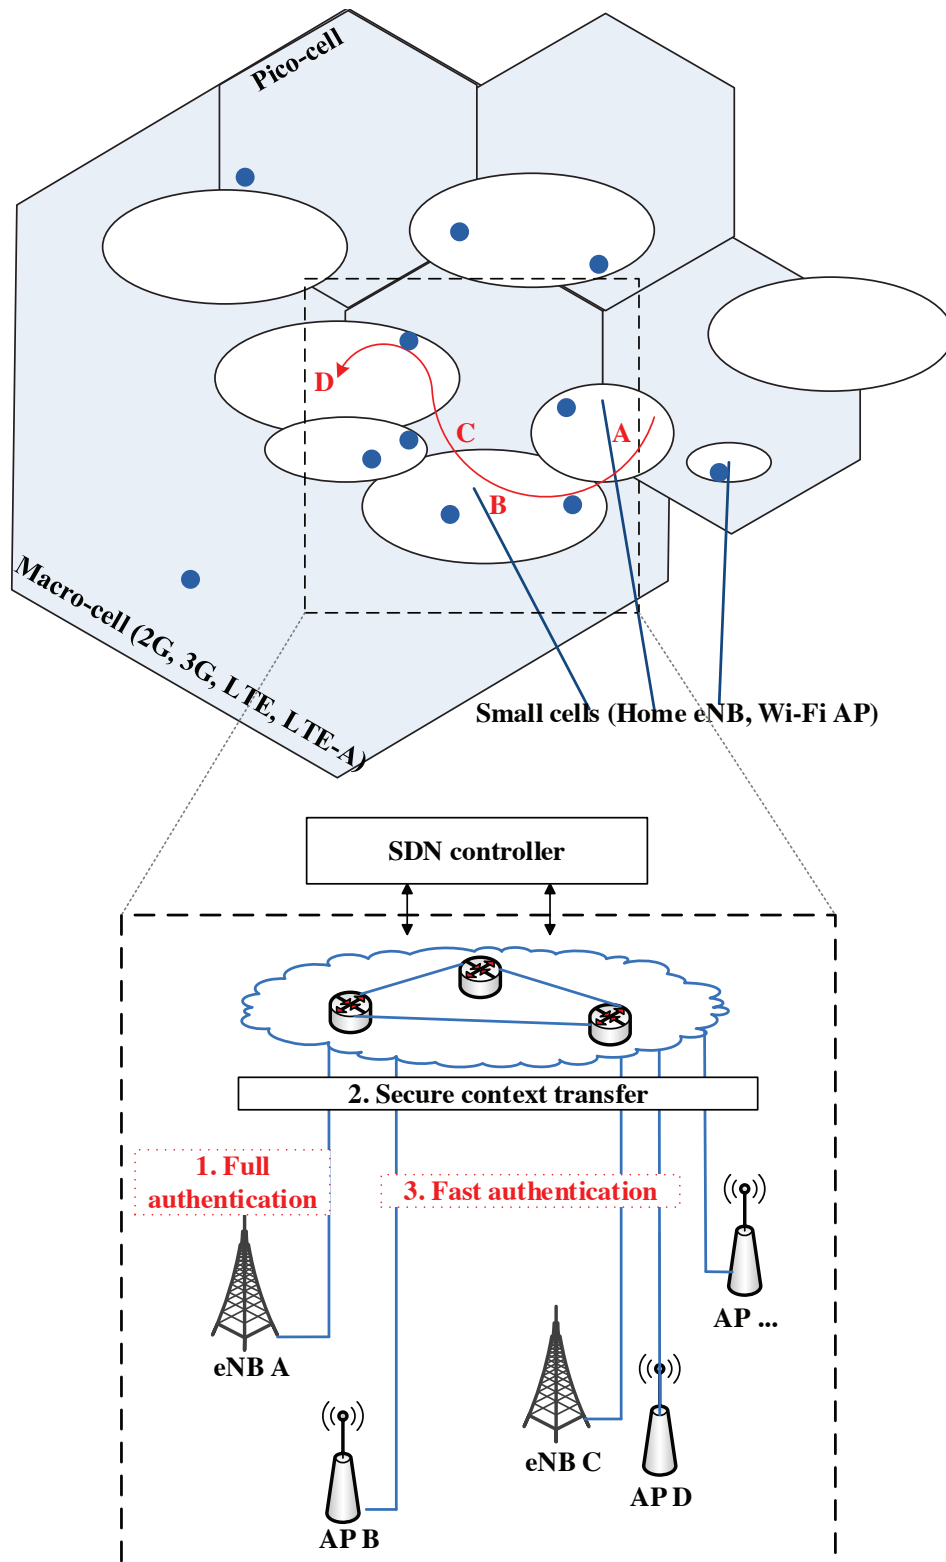 Pico-cell
D
C
A
B
Macro-cell (2G, 3G, LTE, LTE-A)
Small cells (Home eNB, Wi-Fi AP)
SDN controller
2. Secure context transfer
1. Full
authentication
3. Fast authentication
AP ...
eNB A
eNB C
AP D
AP B